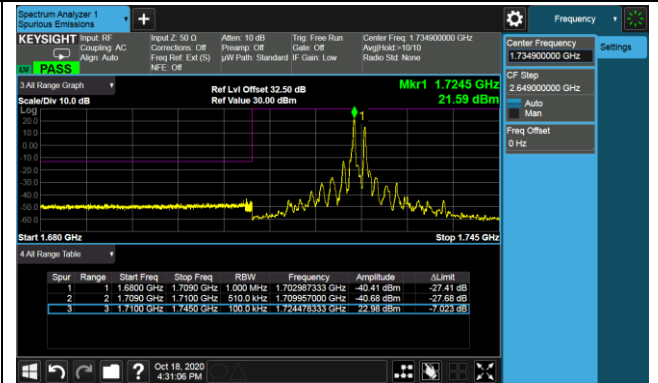 Spectrum Analyzer 1
Spurious Emissions
+
Frequency
KEYSIGHT Input: RF Input Z: 50 Ω Atten: 10 dB Trig: Free Run Center Freq: 1.734900000 GHz
Coupling: AC Corrections: Off Preamp: Off Gate: Off Avg|Hold:>10/10
Align: Auto Freq Ref: Ext (S) µW Path: Standard IF Gain: Low Radio Std: None
NFE: Off
PASS
Center Frequency
1.734900000 GHz
Settings
CF Step
2.649000000 GHz
Auto
Man
Freq Offset
0 Hz
3 All Range Graph
Ref Lvl Offset 32.50 dB
Mkr1 1.7245 GHz
Scale/Div 10.0 dB Ref Value 30.00 dBm 21.59 dBm
Log
20.0
10.0
0.00
-10.0
-20.0
-30.0
-40.0
-50.0
-60.0
1
Start 1.680 GHz Stop 1.745 GHz
4 All Range Table
Spur Range Start Freq Stop Freq RBW Frequency Amplitude ΔLimit
1 1 1.6800 GHz 1.7090 GHz 1.000 MHz 1.702987333 GHz -40.41 dBm -27.41 dB
2 2 1.7090 GHz 1.7100 GHz 510.0 kHz 1.709957000 GHz -40.68 dBm -27.68 dB
3 3 1.7100 GHz 1.7450 GHz 100.0 kHz 1.724478333 GHz 22.98 dBm -7.023 dB
?
Oct 18, 2020
4:31:06 PM